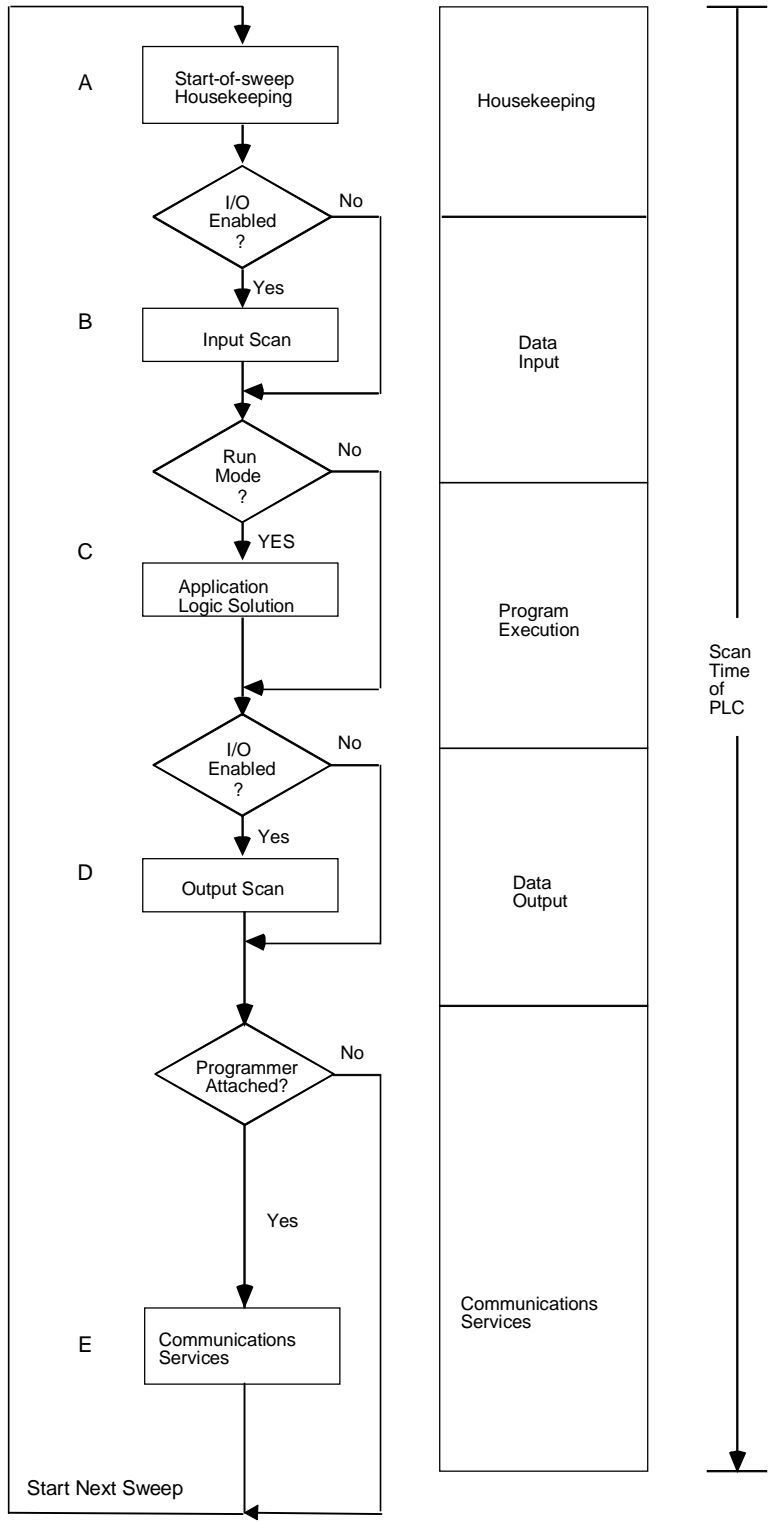 A
Start-of-sweep
Housekeeping
I/O
Enabled
?
No
Yes
B
Input Scan
Run
Mode
?
No
YES
C
Application
Logic Solution
I/O
Enabled
?
No
Yes
D
Output Scan
Programmer
Attached?
No
Yes
E
Communications
Services
Start Next Sweep
Housekeeping
Data
Input
Program
Execution
Data
Output
Communications
Services
Scan
Time
of
PLC